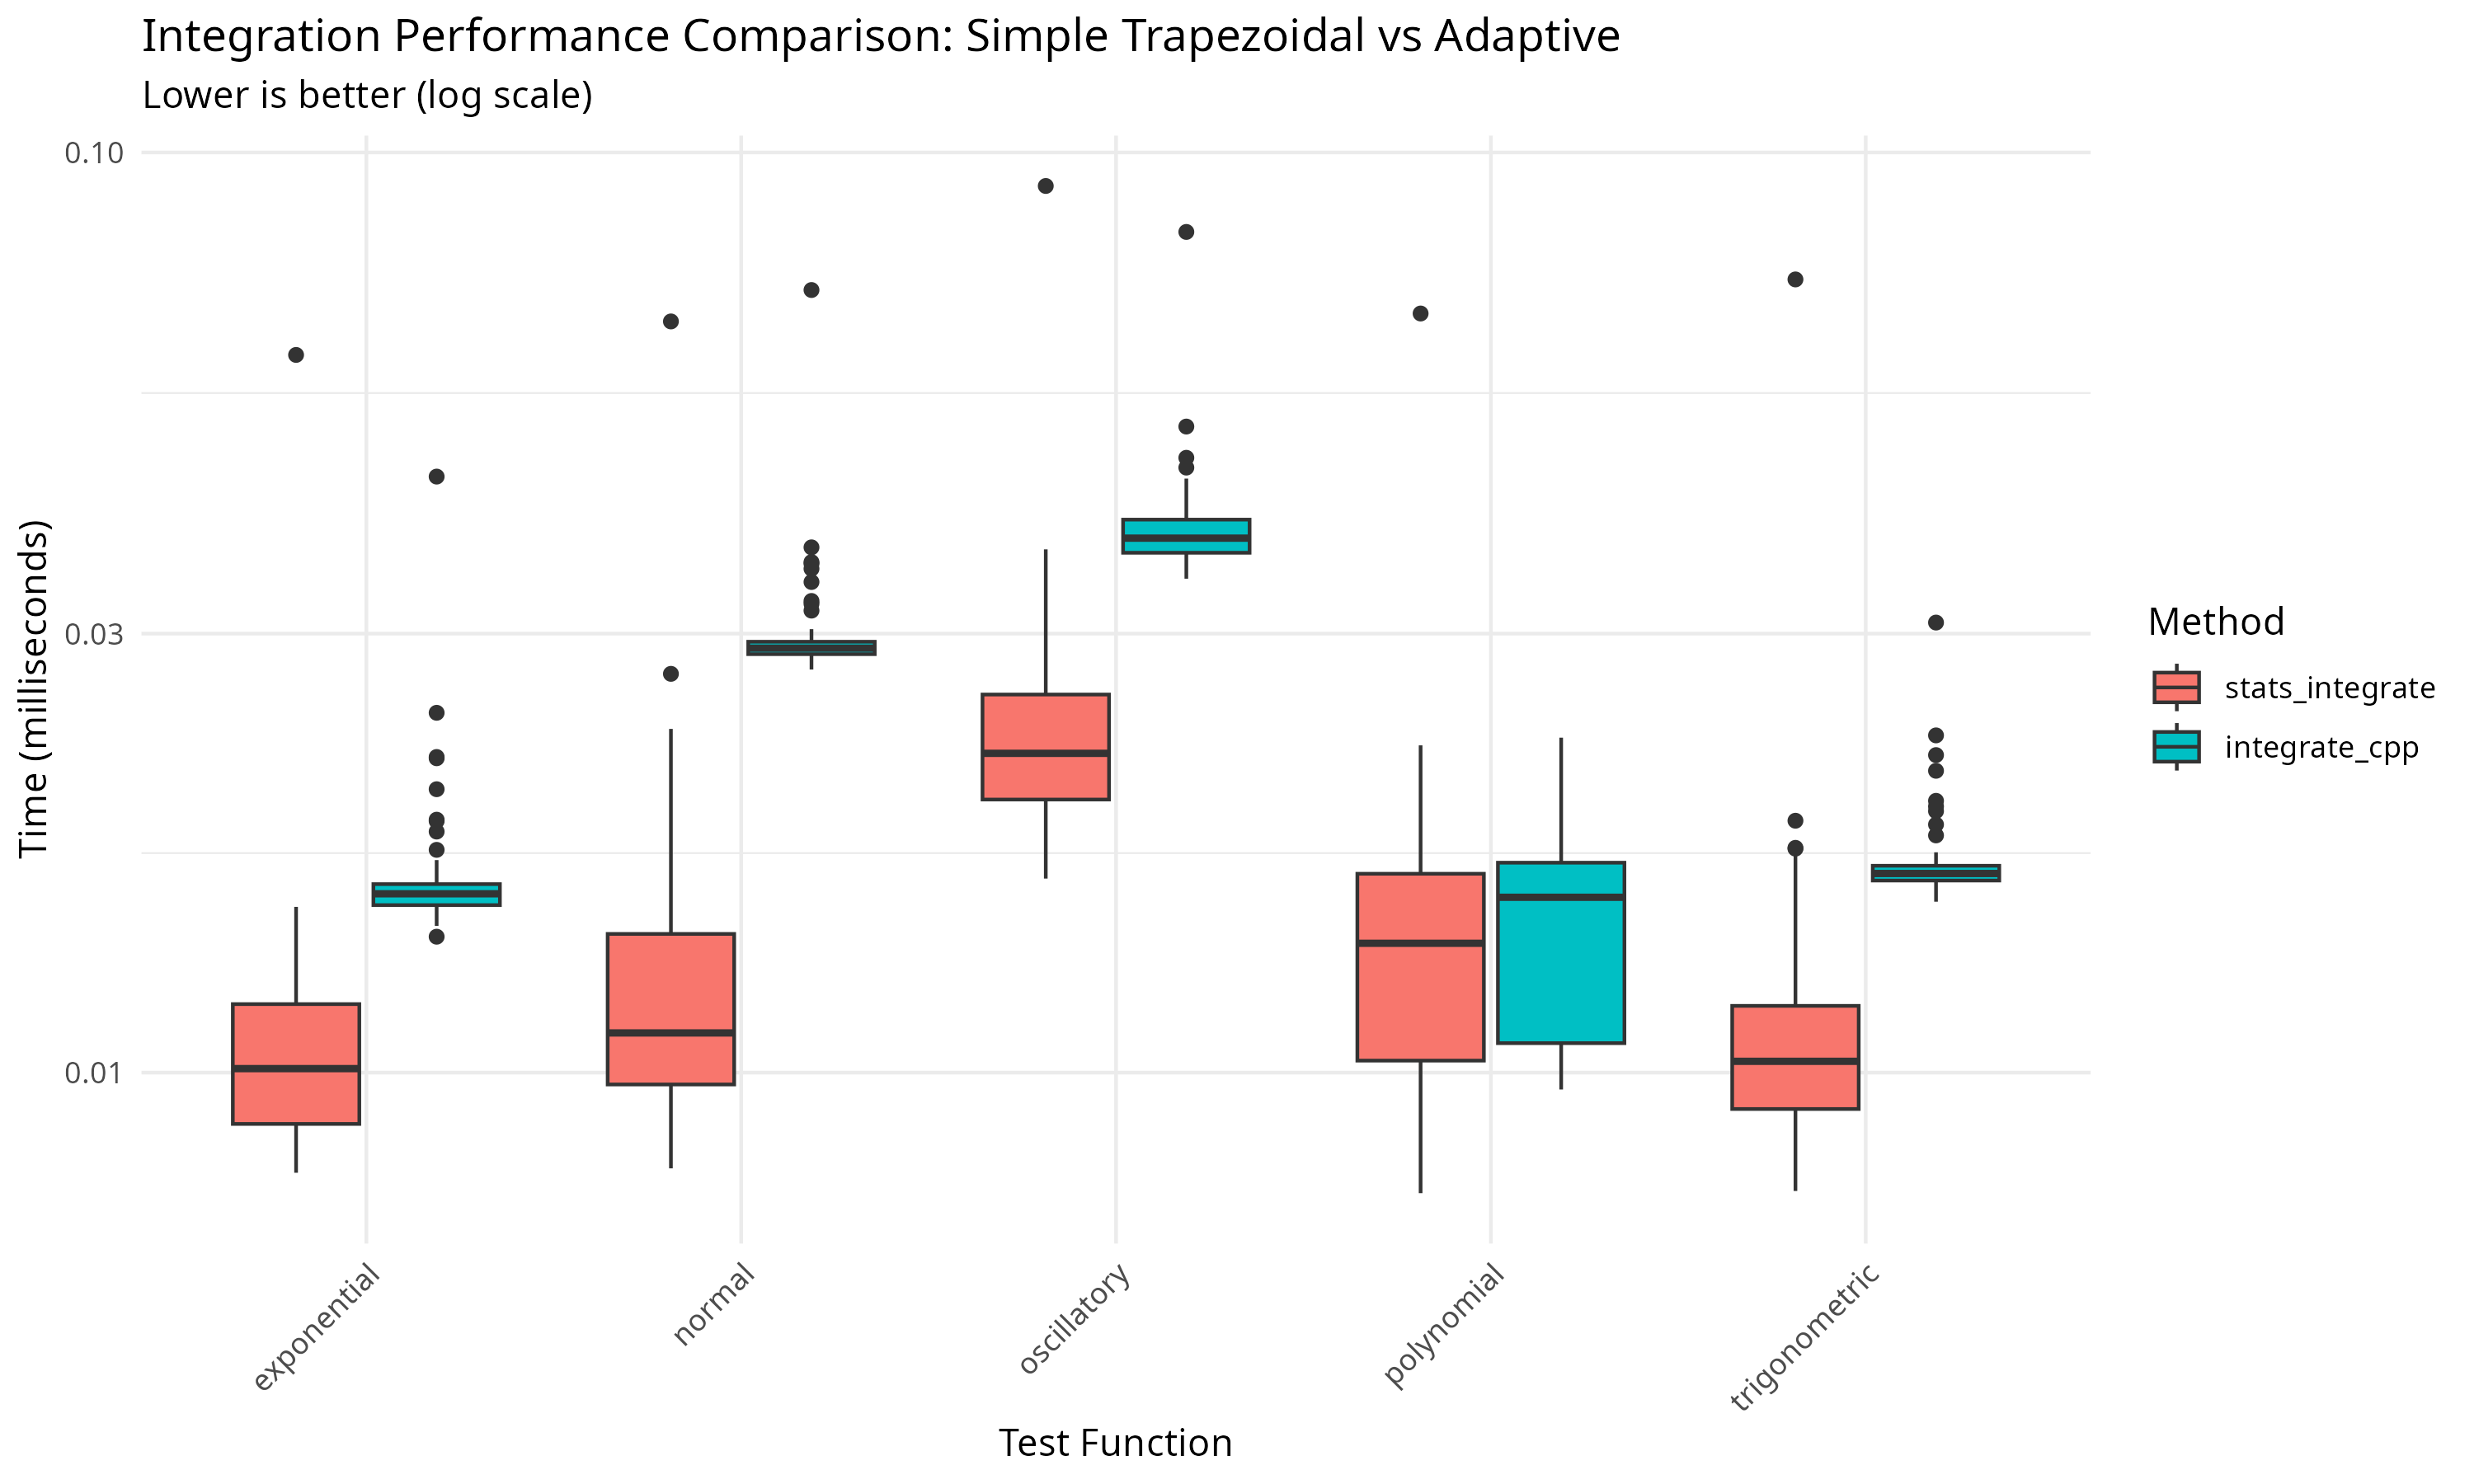 Integration Performance Comparison: Simple Trapezoidal vs Adaptive
Lower is better (log scale)
0.10
0.03
0.01
Time (milliseconds)
exponential
normal
oscillatory
polynomial
trigonometric
Test Function
Method
stats_integrate
integrate_cpp